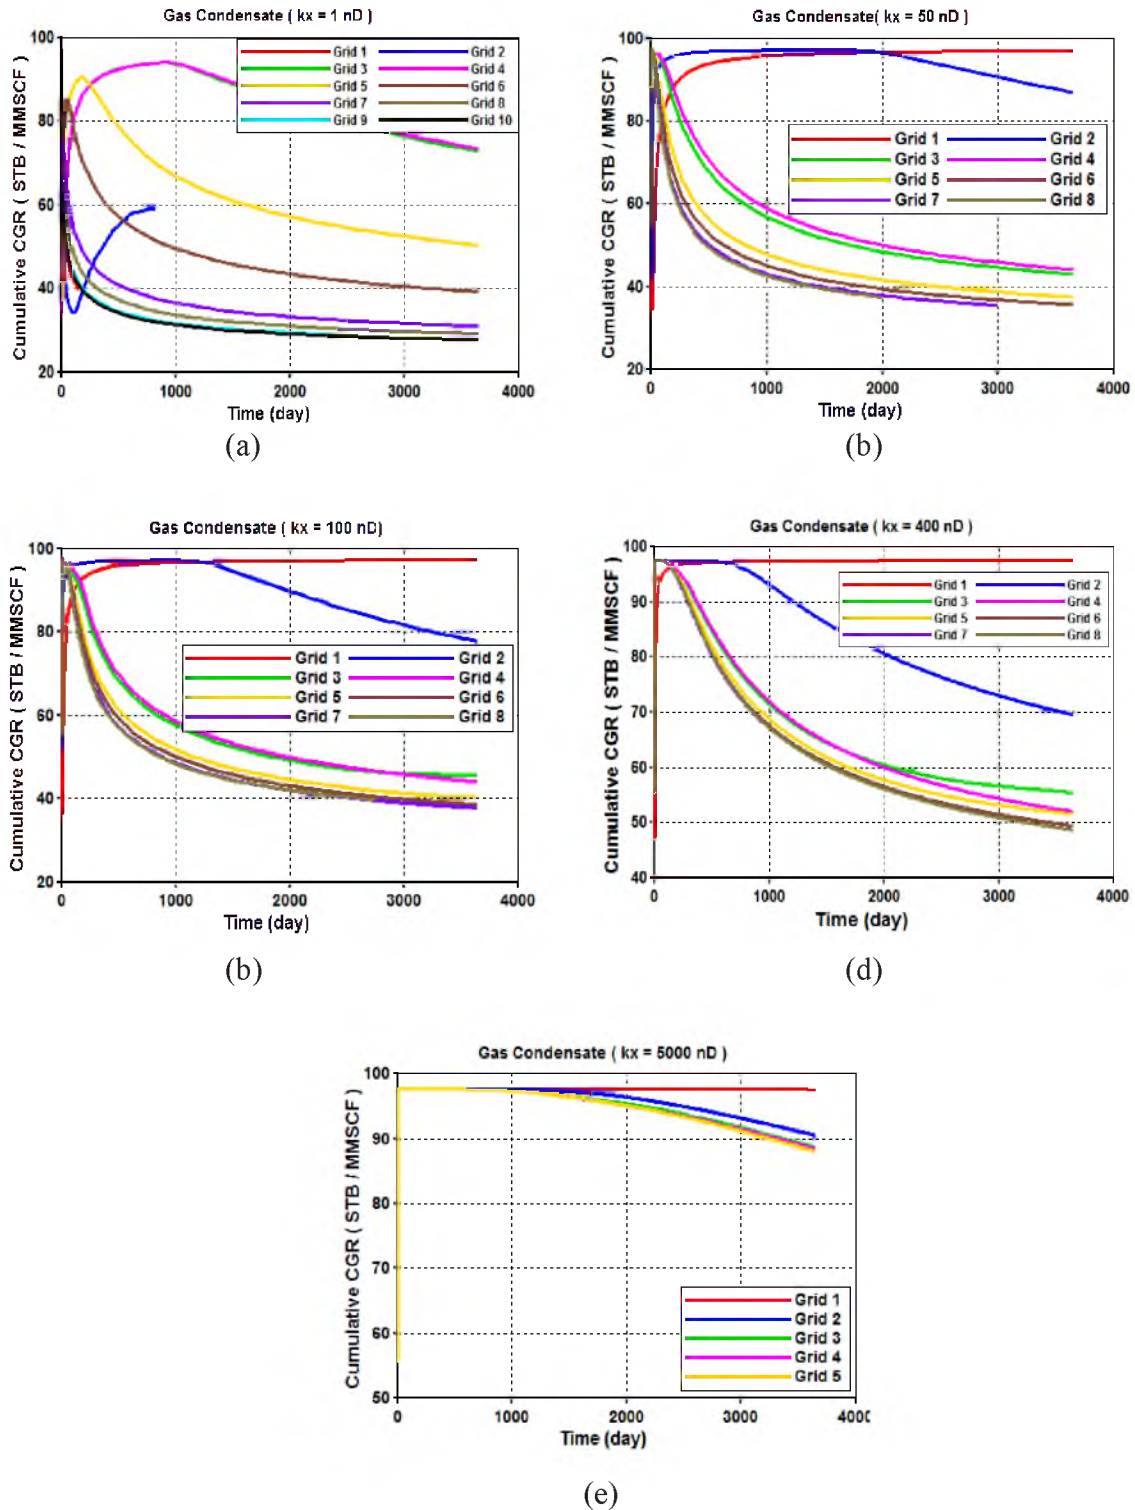 Gas Condensate ( kx = 1 nD )
Cumulative CGR ( STB / MMSCF )
100
80
60
40
20
Grid 1 Grid 2
Grid 3 Grid 4
Grid 5 Grid 6
Grid 7 Grid 8
Grid 9 Grid 10
0 1000 2000 3000 4000
Time (day)
(a)
Gas Condensate( kx = 50 nD )
Cumulative CGR ( STB / MMSCF )
100
80
60
40
20
Grid 1 Grid 2
Grid 3 Grid 4
Grid 5 Grid 6
Grid 7 Grid 8
0 1000 2000 3000 4000
Time (day)
(b)
Gas Condensate ( kx = 100 nD)
Cumulative CGR ( STB / MMSCF )
100
80
60
40
20
Grid 1 Grid 2
Grid 3 Grid 4
Grid 5 Grid 6
Grid 7 Grid 8
0 1000 2000 3000 4000
Time (day)
(b)
Gas Condensate ( kx = 400 nD )
Cumulative CGR ( STB / MMSCF )
100
90
80
70
60
50
40
Grid 1 Grid 2
Grid 3 Grid 4
Grid 5 Grid 6
Grid 7 Grid 8
0 1000 2000 3000 4000
Time (day)
(d)
Gas Condensate ( kx = 5000 nD )
Cumulative CGR ( STB / MMSCF )
100
90
80
70
60
50
Grid 1
Grid 2
Grid 3
Grid 4
Grid 5
0 1000 2000 3000 4000
Time (day)
(e)